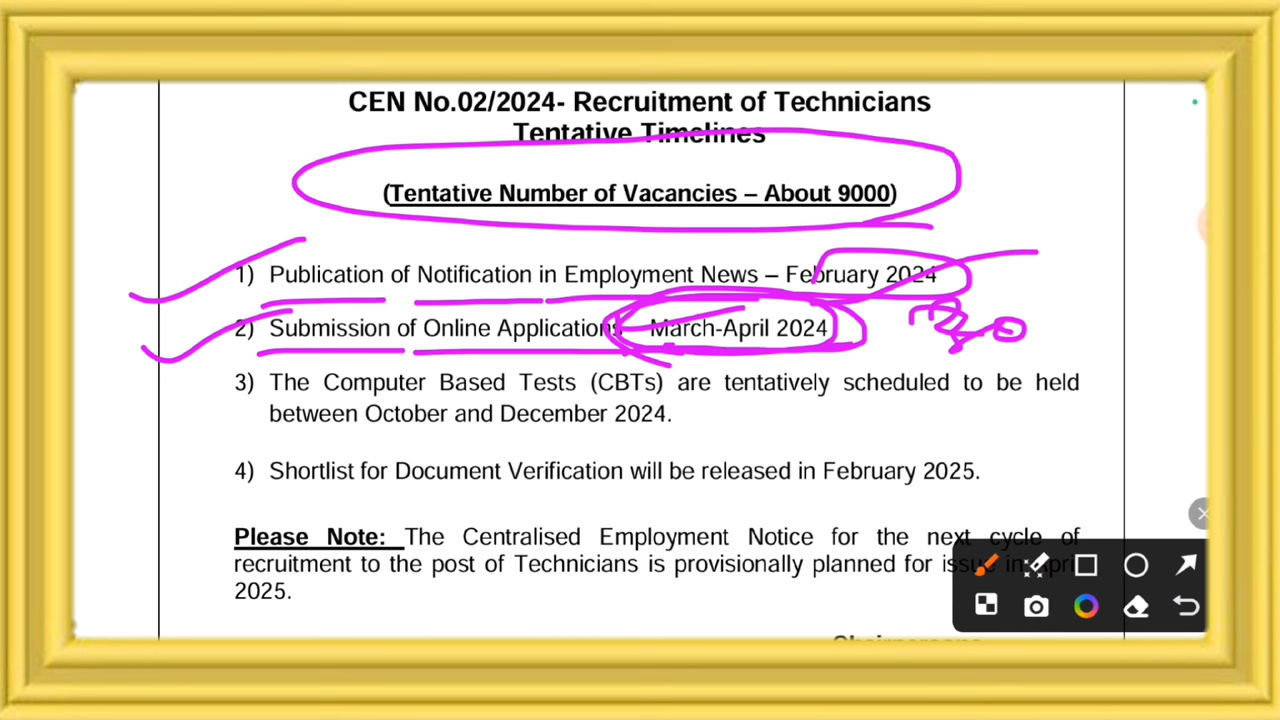 CEN No.02/2024- Recruitment of Technicians
Tentative Timelines
(Tentative Number of Vacancies – About 9000)
1) Publication of Notification in Employment News – February 2024
2) Submission of Online Applications – March-April 2024
3) The Computer Based Tests (CBTs) are tentatively scheduled to be held
between October and December 2024.
4) Shortlist for Document Verification will be released in February 2025.
Please Note: The Centralised Employment Notice for the next cycle of
recruitment to the post of Technicians is provisionally planned for issue in April
2025.
Chairpersons